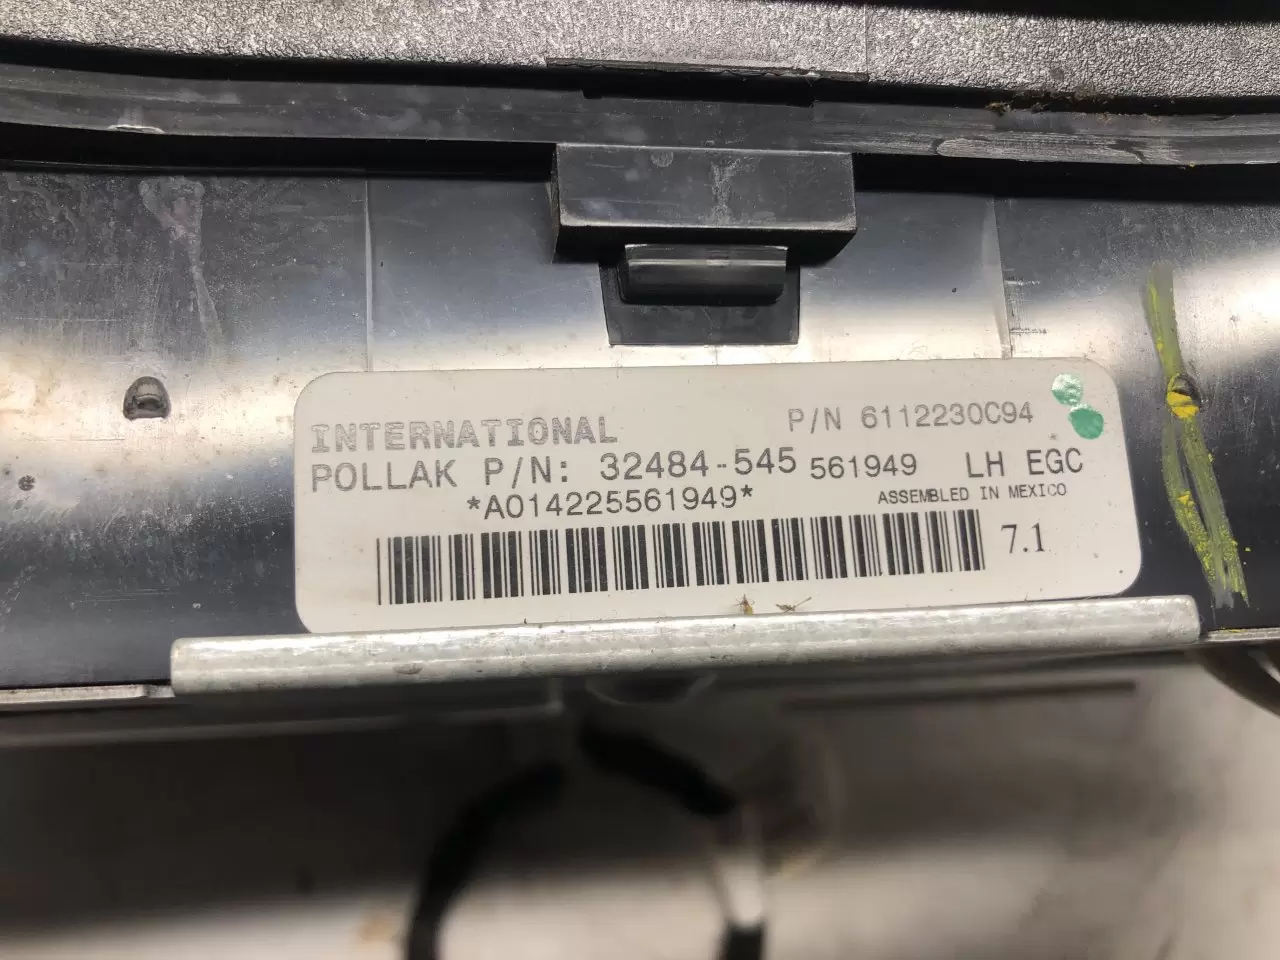 INTERNATIONAL P/N 6112230C94
POLLAK P/N: 32484-545 561949 LH EGC
*A014225561949* ASSEMBLED IN MEXICO
7.1